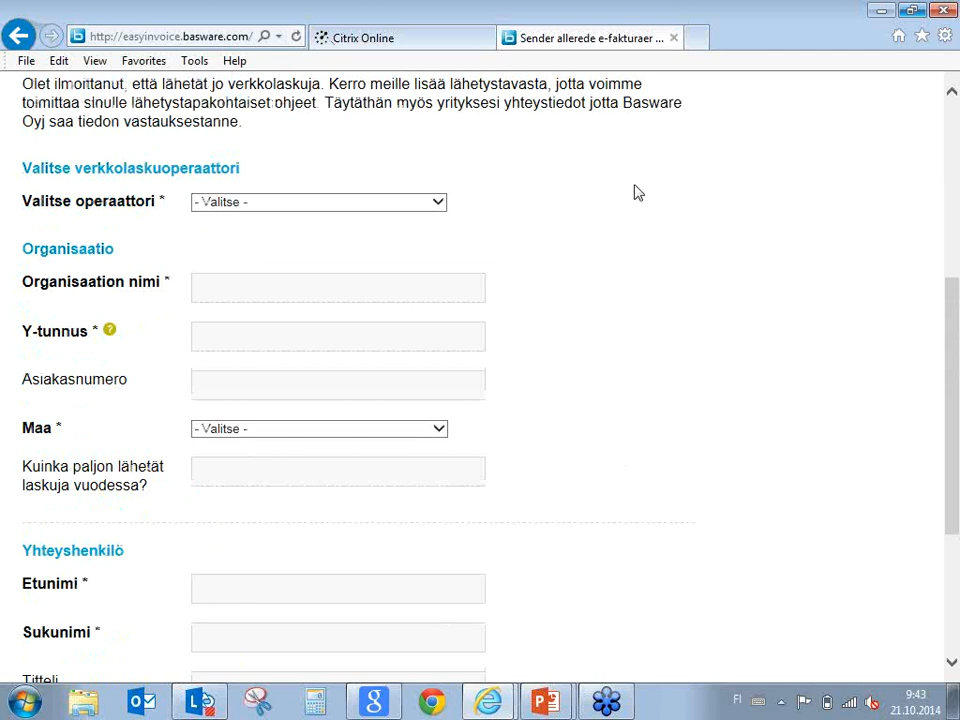 http://easyinvoice.basware.com/
Citrix Online
Sender allerede e-fakturaer ...
File Edit View Favorites Tools Help
Olet ilmoittanut, että lähetät jo verkkolaskuja. Kerro meille lisää lähetystavasta, jotta voimme
toimittaa sinulle lähetystapakohtaiset ohjeet. Täytäthän myös yrityksesi yhteystiedot jotta Basware
Oyj saa tiedon vastauksestanne.
Valitse verkkolaskuoperaattori
Valitse operaattori *
- Valitse -
Organisaatio
Organisaation nimi *
Y-tunnus * ?
Asiakasnumero
Maa *
- Valitse -
Kuinka paljon lähetät
laskuja vuodessa?
Yhteyshenkilö
Etunimi *
Sukunimi *
Titteli
FI
9:43
21.10.2014